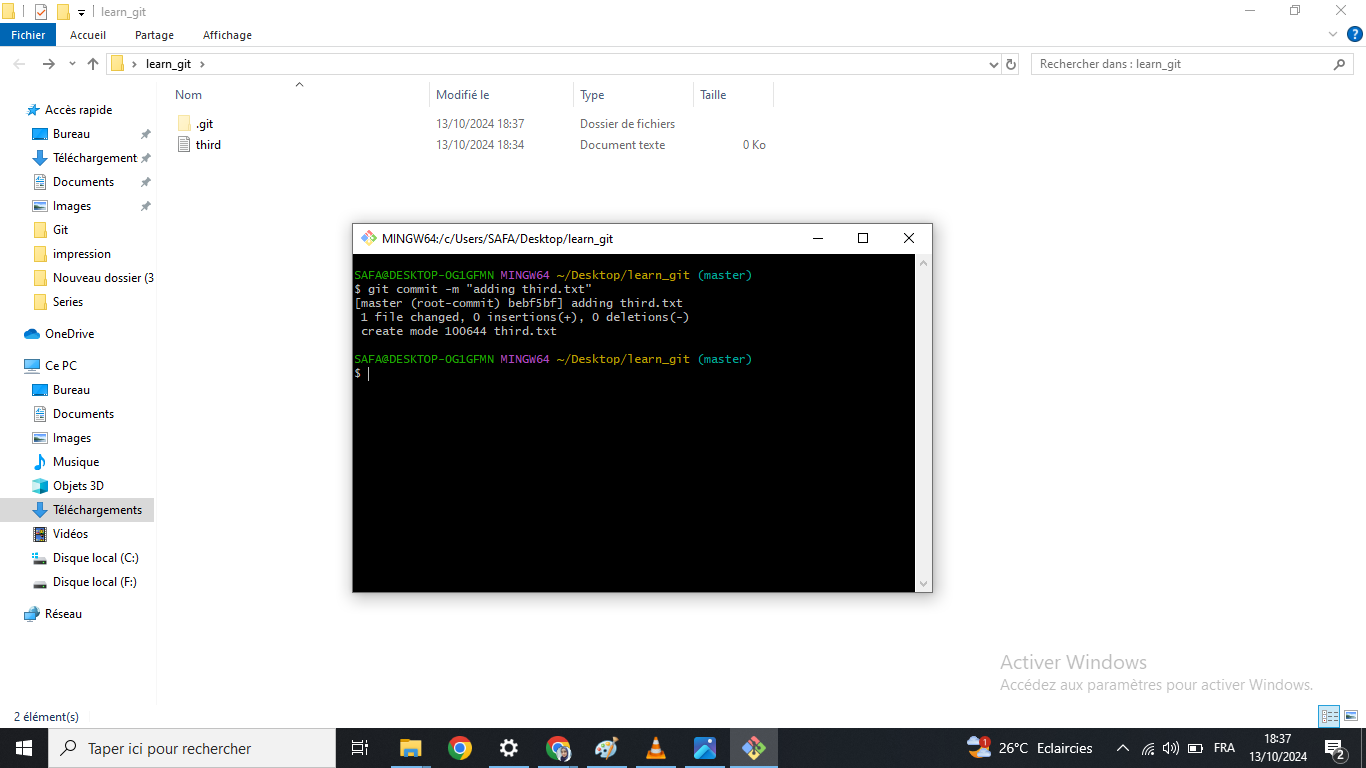 learn_git
Fichier Accueil Partage Affichage
learn_git
Rechercher dans : learn_git
Nom Modifié le Type Taille
.git 13/10/2024 18:37 Dossier de fichiers
third 13/10/2024 18:34 Document texte 0 Ko
Accès rapide
Bureau
Téléchargement
Documents
Images
Git
impression
Nouveau dossier (3
Series
OneDrive
Ce PC
Bureau
Documents
Images
Musique
Objets 3D
Téléchargements
Vidéos
Disque local (C:)
Disque local (F:)
Réseau
MINGW64:/c/Users/SAFA/Desktop/learn_git
SAFA@DESKTOP-OG1GFMN MINGW64 ~/Desktop/learn_git (master)
$ git commit -m "adding third.txt"
[master (root-commit) bebf5bf] adding third.txt
1 file changed, 0 insertions(+), 0 deletions(-)
create mode 100644 third.txt
SAFA@DESKTOP-OG1GFMN MINGW64 ~/Desktop/learn_git (master)
$
Activer Windows
Accédez aux paramètres pour activer Windows.
2 élément(s)
Taper ici pour rechercher
1
26°C Eclaircies
FRA
18:37
13/10/2024
2